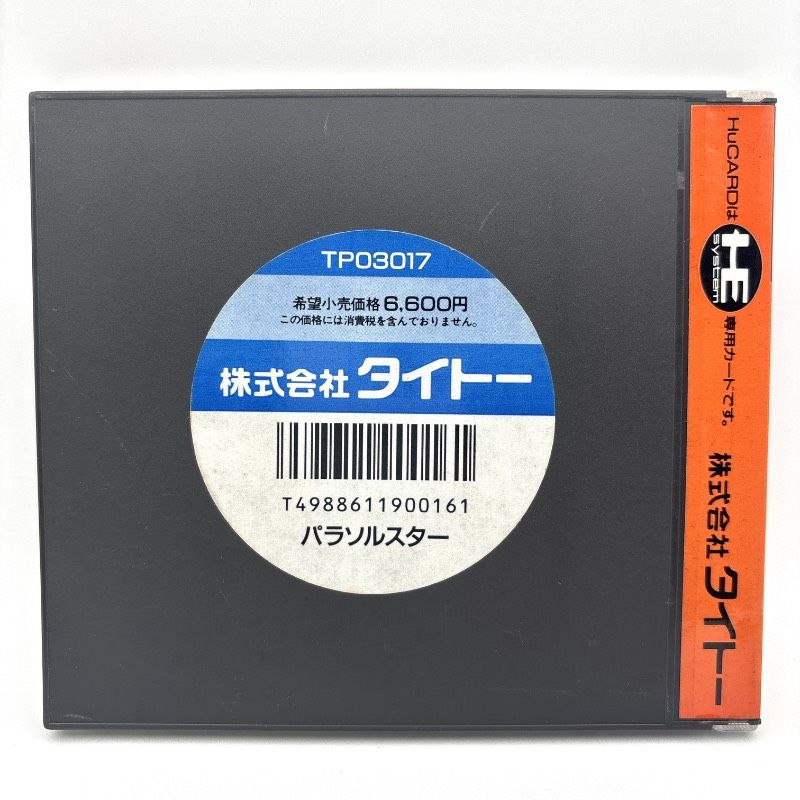 TP03017
希望小売価格 6,600円
この価格には消費税を含んでおりません。
株式会社 タイトー
T4988611900161
パラソルスター
HuCARDは HE system 専用カードです。 株式会社 タイトー